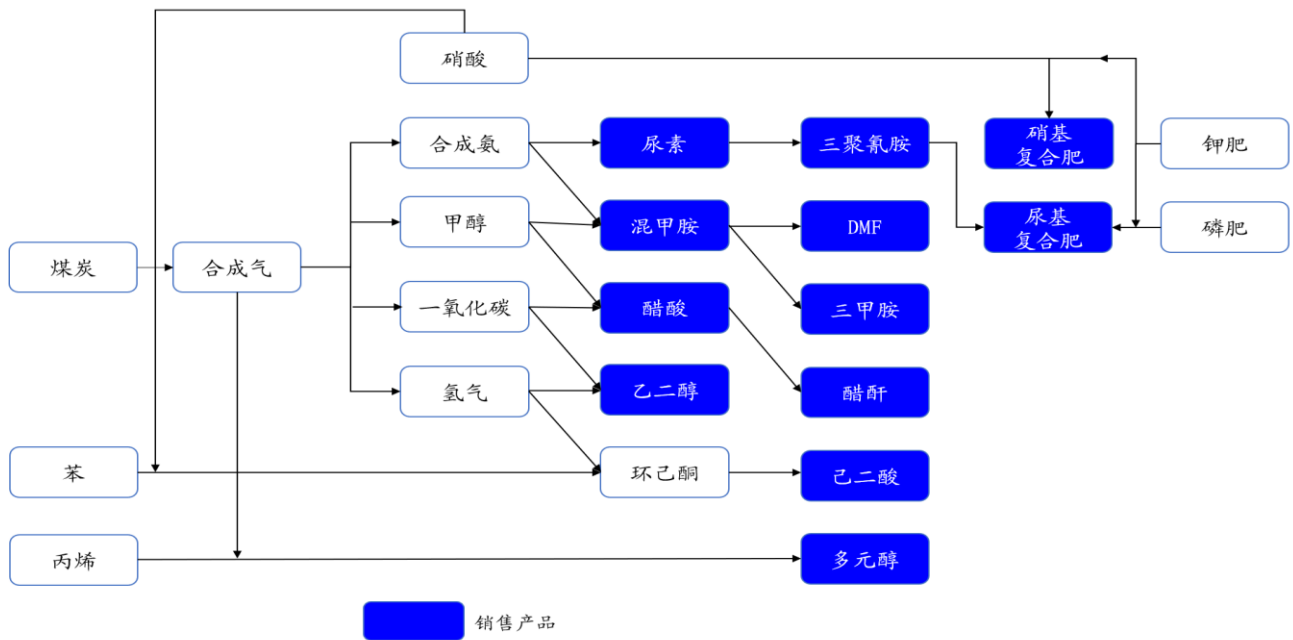 硝酸
合成氨
尿素
三聚氰胺
硝基
复合肥
钾肥
甲醇
混甲胺
DMF
尿基
复合肥
磷肥
煤炭
合成气
一氧化碳
醋酸
三甲胺
氢气
乙二醇
醋酐
苯
环己酮
己二酸
丙烯
多元醇
销售产品